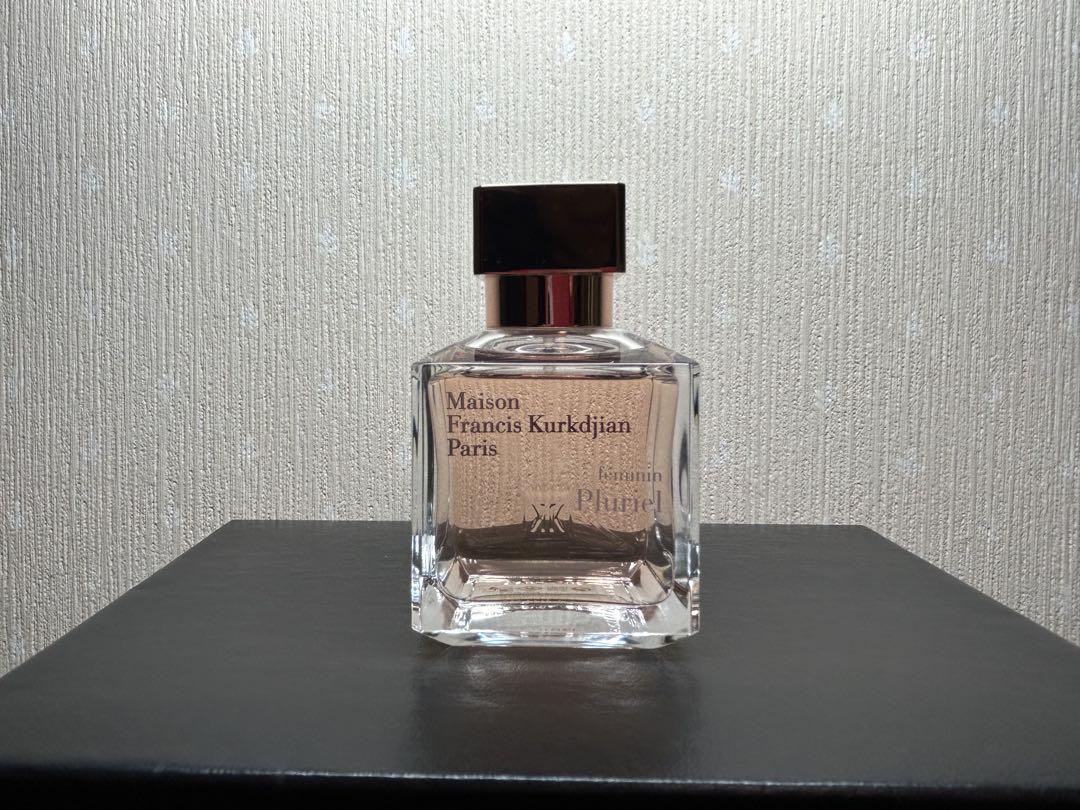 Maison
Francis Kurkdjian
Paris
féminin
Pluriel